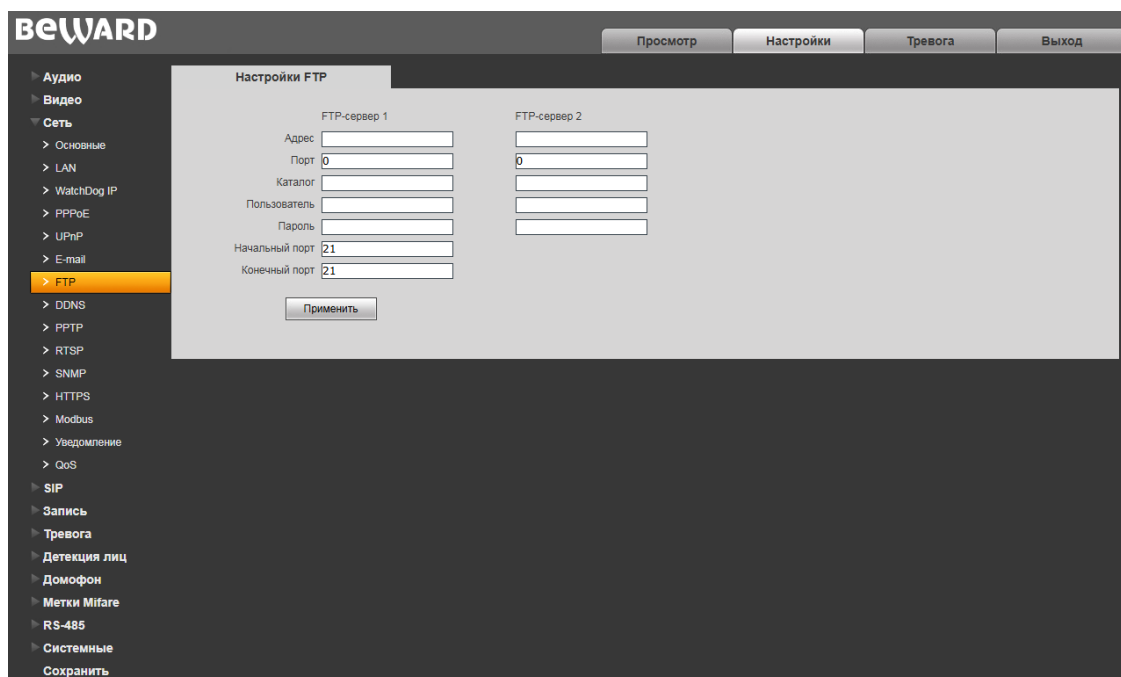 BEWARD
Просмотр Настройки Тревога Выход
Аудио
Видео
Сеть
> Основные
> LAN
> WatchDog IP
> PPPoE
> UPnP
> E-mail
> FTP
> DDNS
> PPTP
> RTSP
> SNMP
> HTTPS
> Modbus
> Уведомление
> QoS
SIP
Запись
Тревога
Детекция лиц
Домофон
Метки Mifare
RS-485
Системные
Сохранить
Настройки FTP
FTP-сервер 1 FTP-сервер 2
Адрес
Порт 0 0
Каталог
Пользователь
Пароль
Начальный порт 21
Конечный порт 21
Применить